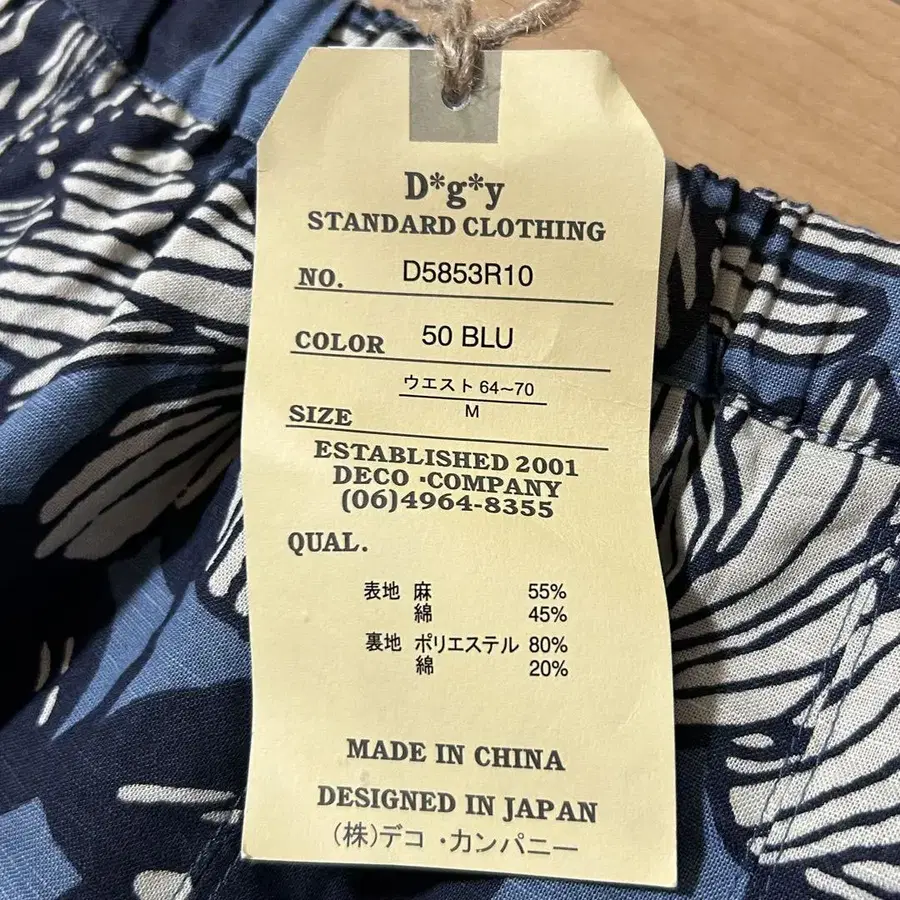 D*g*y
STANDARD CLOTHING
NO. D5853R10
COLOR 50 BLU
ウエスト 64~70
SIZE M
ESTABLISHED 2001
DECO・COMPANY
(06)4964-8355
QUAL.
表地 麻 55%
綿 45%
裏地 ポリエステル 80%
綿 20%
MADE IN CHINA
DESIGNED IN JAPAN
(株)デコ・カンパニー